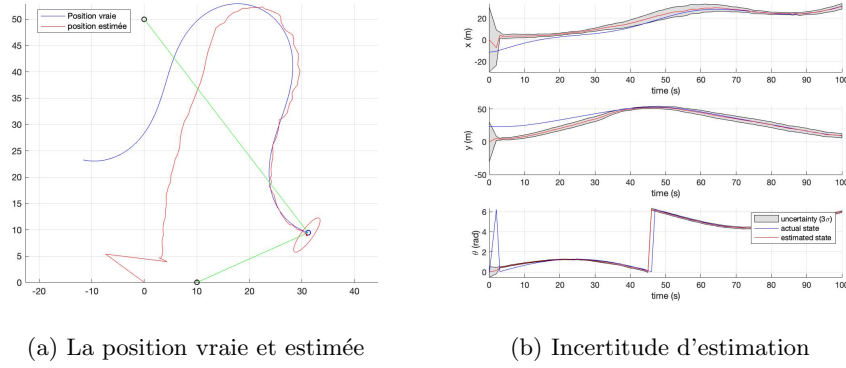 Position vraie
position estimée
50
45
40
35
30
25
20
15
10
5
0
-20 -10 0 10 20 30 40
x (m)
20
0
-20
0 10 20 30 40 50 60 70 80 90 100
time (s)
y (m)
50
0
-50
0 10 20 30 40 50 60 70 80 90 100
time (s)
θ (rad)
6
4
2
0
uncertainty (3σ)
actual state
estimated state
0 10 20 30 40 50 60 70 80 90 100
time (s)
(a) La position vraie et estimée
(b) Incertitude d'estimation